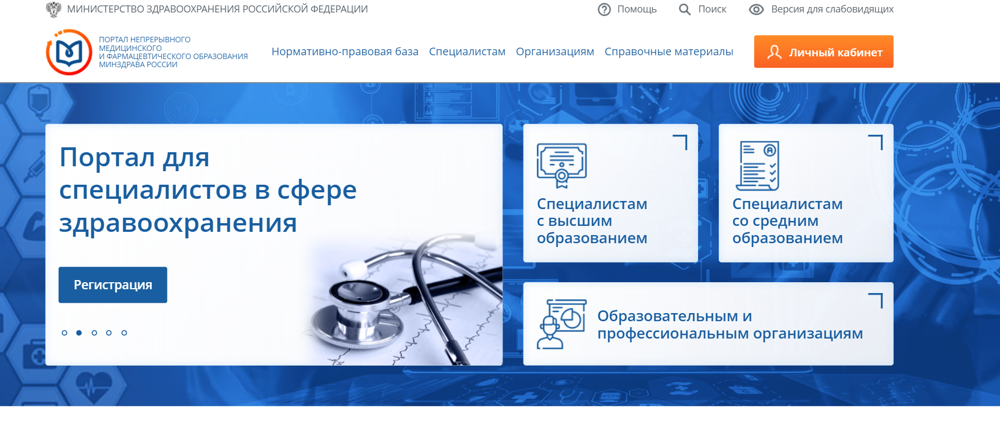 МИНИСТЕРСТВО ЗДРАВООХРАНЕНИЯ РОССИЙСКОЙ ФЕДЕРАЦИИ
Помощь
Поиск
Версия для слабовидящих
ПОРТАЛ НЕПРЕРЫВНОГО
МЕДИЦИНСКОГО
И ФАРМАЦЕВТИЧЕСКОГО ОБРАЗОВАНИЯ
МИНЗДРАВА РОССИИ
Нормативно-правовая база
Специалистам
Организациям
Справочные материалы
Личный кабинет
Портал для
специалистов в сфере
здравоохранения
Регистрация
Специалистам
с высшим
образованием
Специалистам
со средним
образованием
Образовательным и
профессиональным организациям